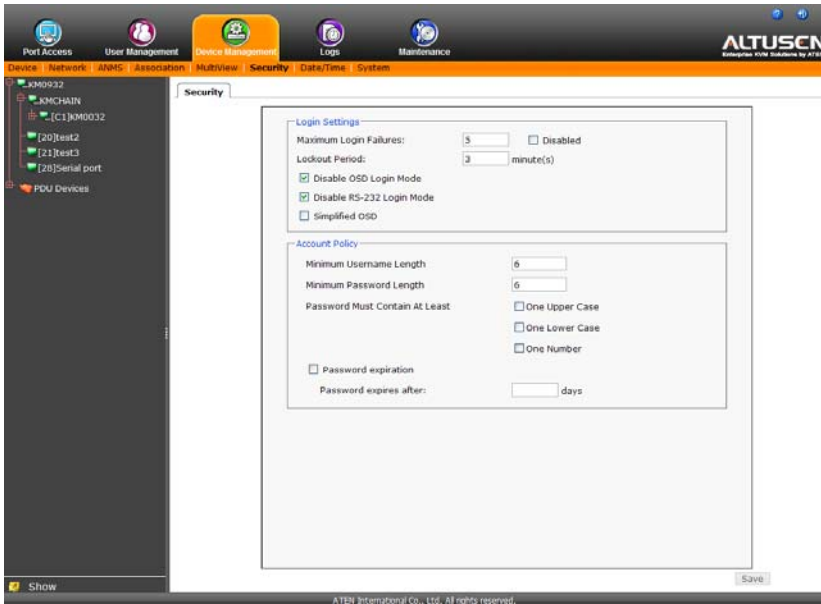 Port Access User Management Device Management Logs Maintenance
ALTUSEN
Enterprise KVM Solutions by ATEN
Device Network ANMS Association MultiView Security Date/Time System
KM0932
KMCHAIN
[C1]KM0032
[20]test2
[21]test3
[28]Serial port
PDU Devices
Security
Login Settings
Maximum Login Failures: 5 Disabled
Lockout Period: 3 minute(s)
Disable OSD Login Mode
Disable RS-232 Login Mode
Simplified OSD
Account Policy
Minimum Username Length 6
Minimum Password Length 6
Password Must Contain At Least One Upper Case
One Lower Case
One Number
Password expiration
Password expires after: days
Save
Show
ATEN International Co., Ltd. All rights reserved.